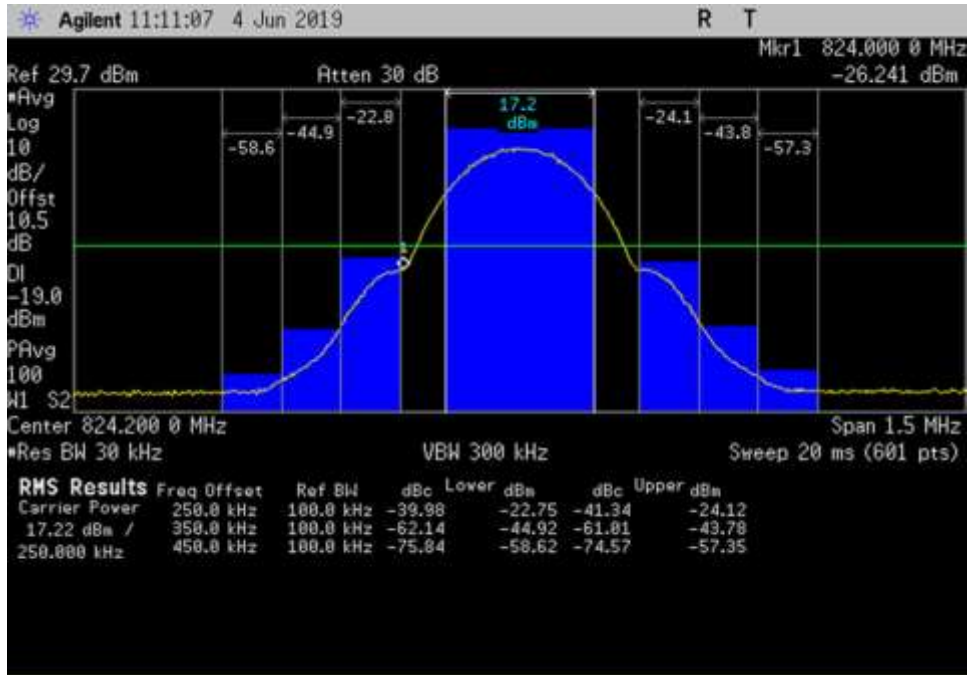 Agilent 11:11:07 4 Jun 2019 R T
Mkr1 824.000 0 MHz
Ref 29.7 dBm Atten 30 dB -26.241 dBm
#Avg
Log
10
dB/
Offst
10.5
dB
DI
-19.0
dBm
PAvg
100
W1 S2
-58.6 -44.9 -22.8 17.2 dBm -24.1 -43.8 -57.3
Center 824.200 0 MHz Span 1.5 MHz
#Res BW 30 kHz VBW 300 kHz Sweep 20 ms (601 pts)
RMS Results Freq Offset Ref BW dBc Lower dBm dBc Upper dBm
Carrier Power 250.0 kHz 100.0 kHz -39.98 -22.75 -41.34 -24.12
17.22 dBm / 350.0 kHz 100.0 kHz -62.14 -44.92 -61.01 -43.78
250.000 kHz 450.0 kHz 100.0 kHz -75.84 -58.62 -74.57 -57.35